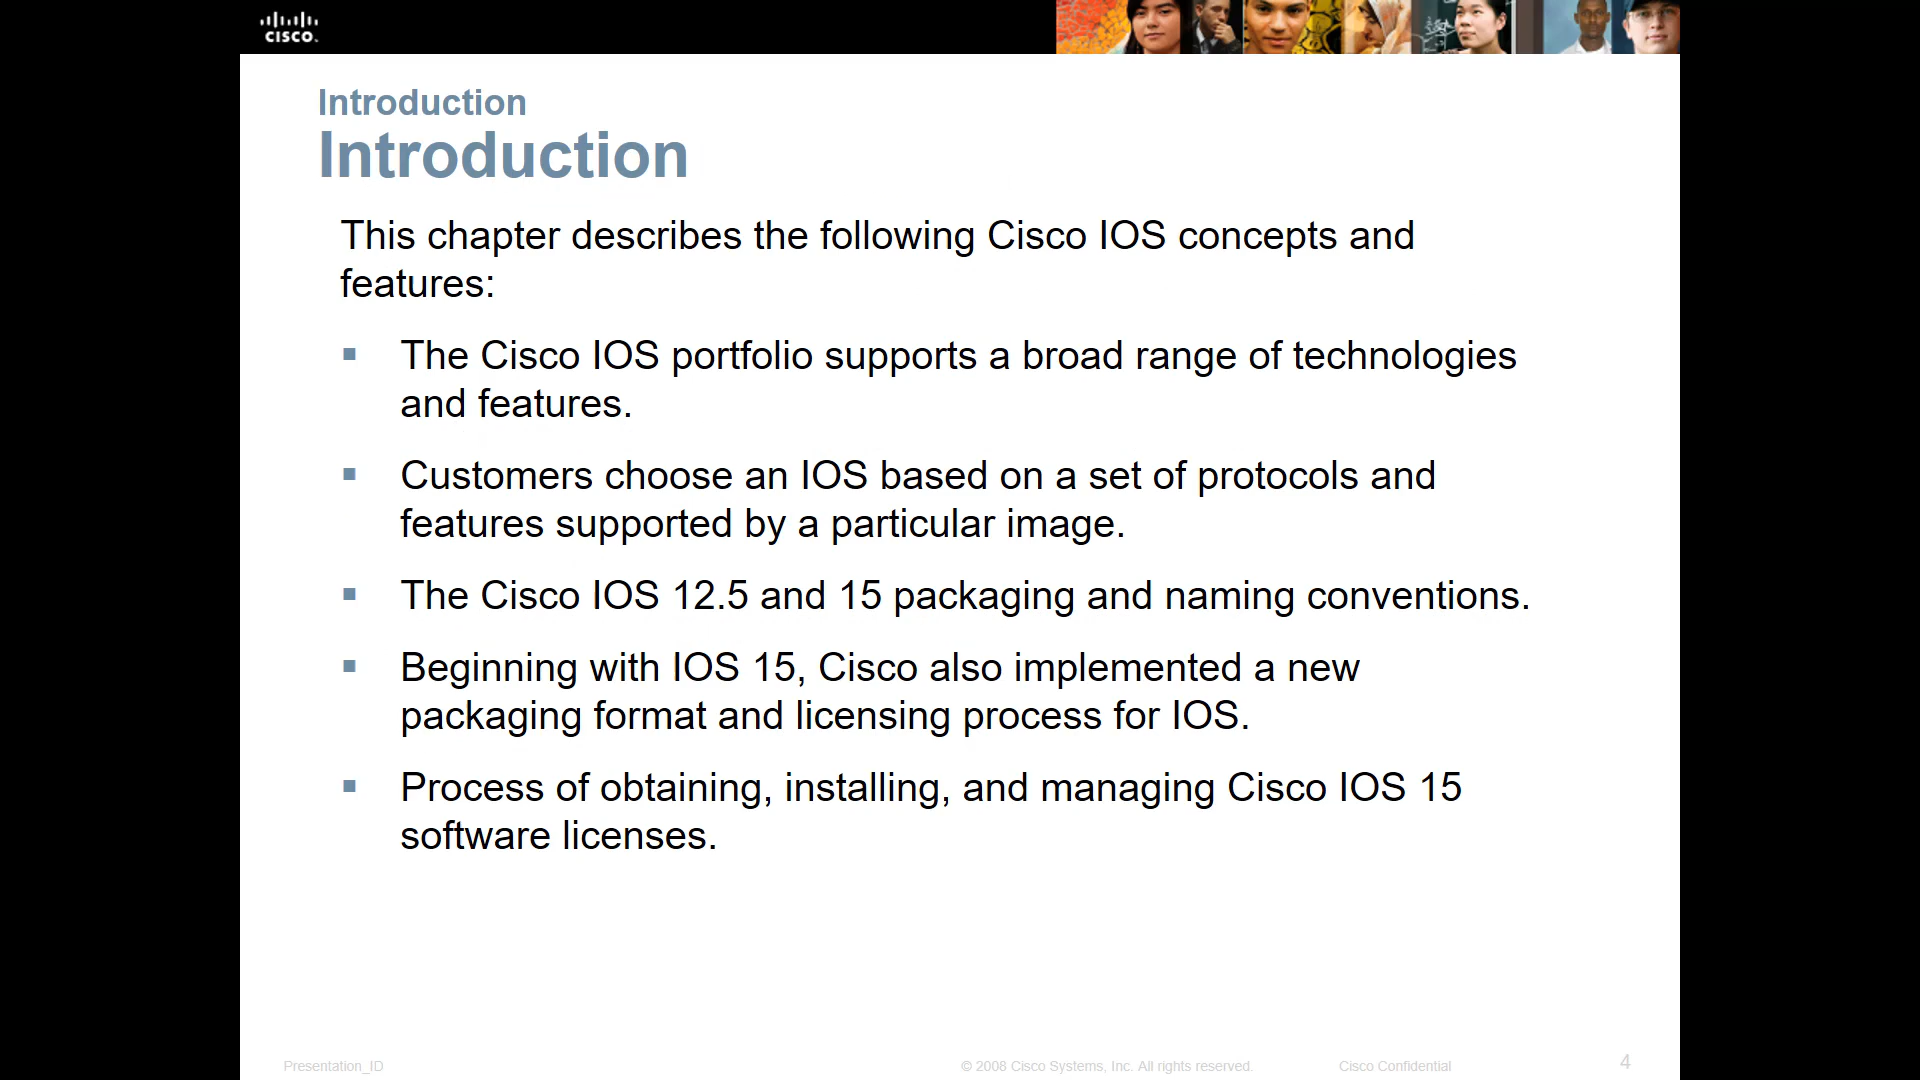 CISCO.
Introduction
Introduction
This chapter describes the following Cisco IOS concepts and
features:
▪ The Cisco IOS portfolio supports a broad range of technologies
and features.
▪ Customers choose an IOS based on a set of protocols and
features supported by a particular image.
▪ The Cisco IOS 12.5 and 15 packaging and naming conventions.
▪ Beginning with IOS 15, Cisco also implemented a new
packaging format and licensing process for IOS.
▪ Process of obtaining, installing, and managing Cisco IOS 15
software licenses.
Presentation_ID © 2008 Cisco Systems, Inc. All rights reserved. Cisco Confidential 4